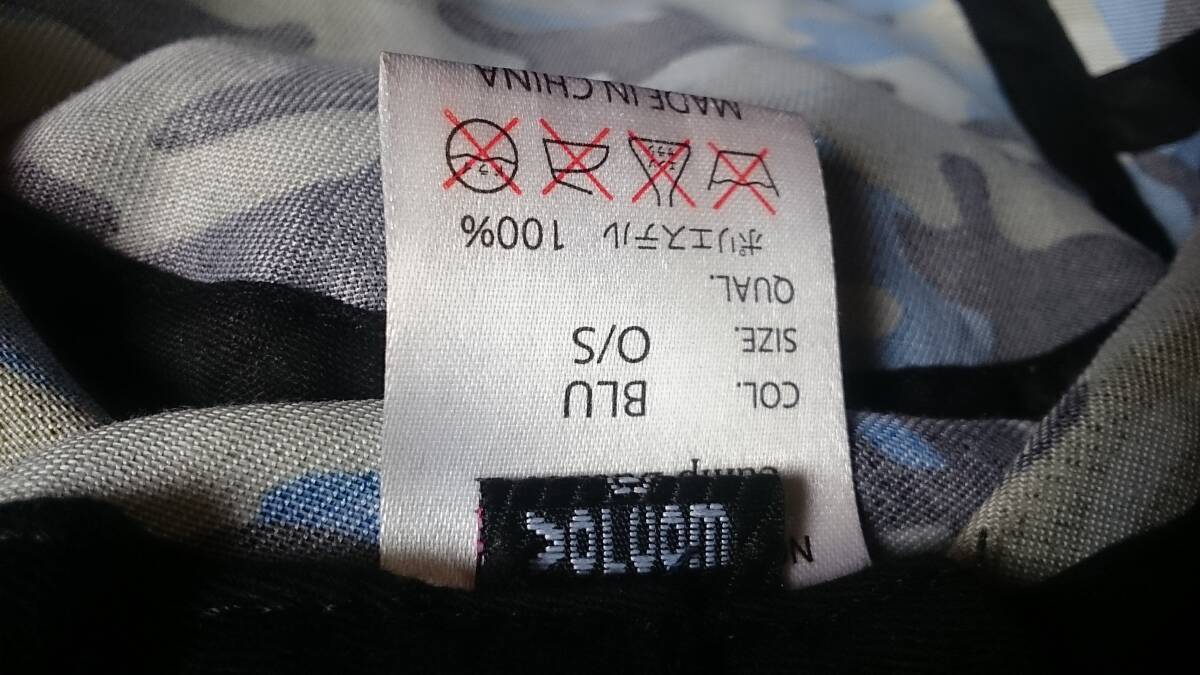 COL. BLU
SIZE. O/S
QUAL.
ポリエステル 100%
MADE IN CHINA